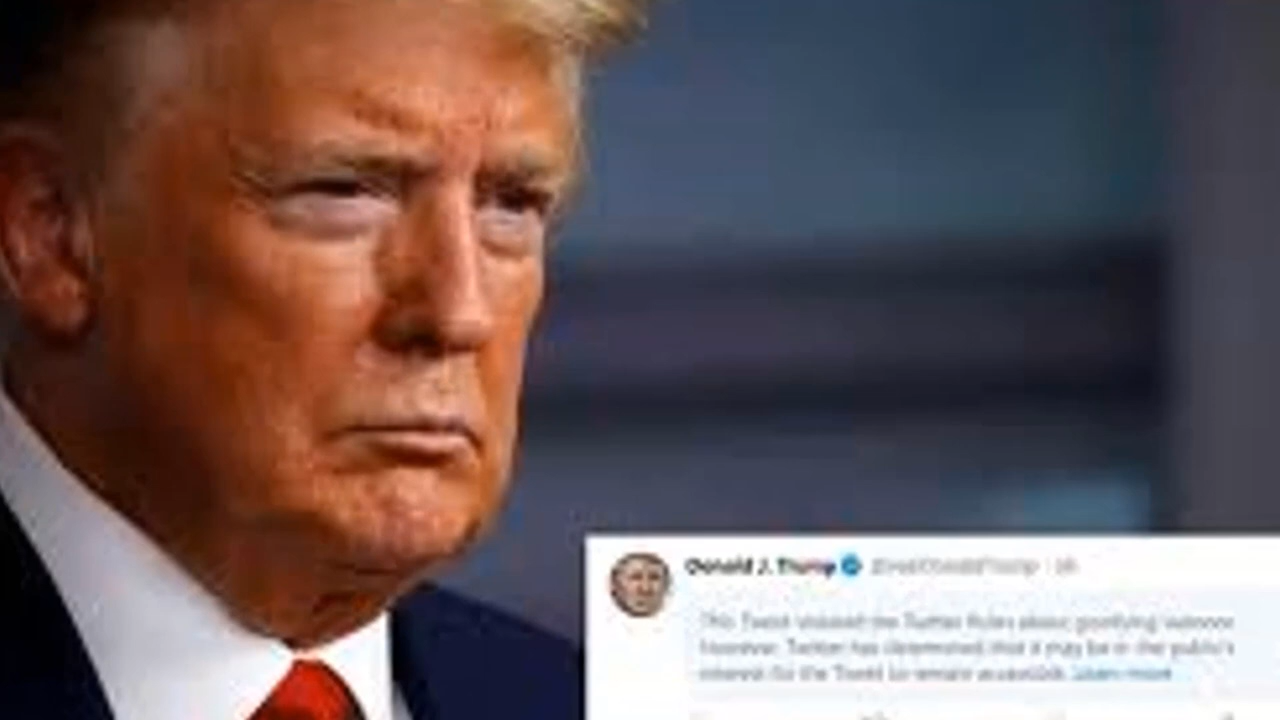 Donald J. Trump @realDonaldTrump
This Tweet violated the Twitter Rules about glorifying violence.
However, Twitter has determined that it may be in the public's
interest for the Tweet to remain accessible. Learn more